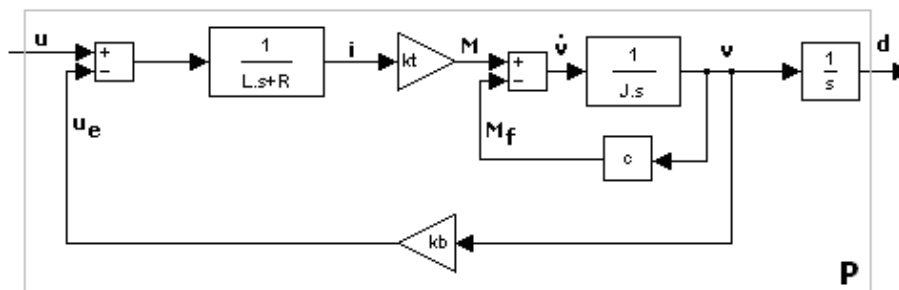 u
+
−
1
L.s+R
i
kt
M
+
−
v̇
1
J.s
v
1
s
d
u_e
M_f
c
kb
P